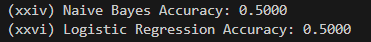 (xxiv) Naive Bayes Accuracy: 0.5000
(xxvi) Logistic Regression Accuracy: 0.5000